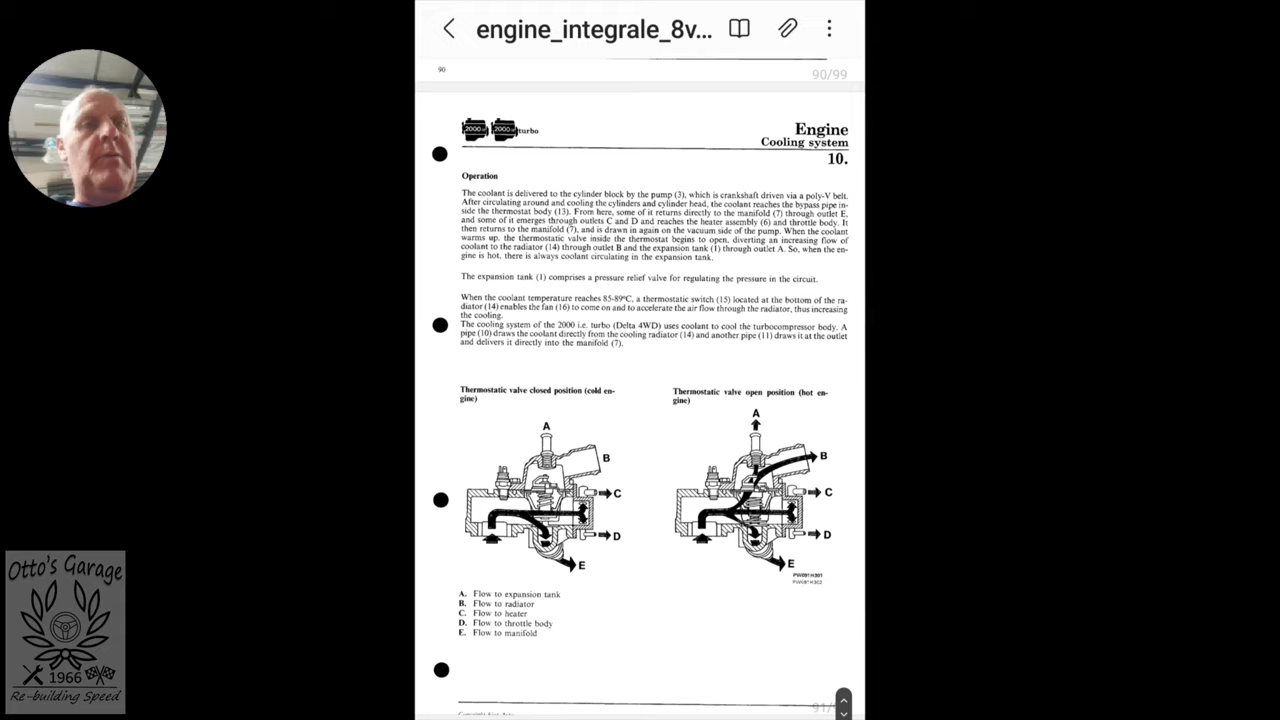 engine_integrale_8v...
90
90/99
2000 2000 turbo
Engine
Cooling system
10.
Operation
The coolant is delivered to the cylinder block by the pump (3), which is crankshaft driven via a poly-V belt.
After circulating around and cooling the cylinders and cylinder head, the coolant reaches the bypass pipe in-
side the thermostat body (13). From here, some of it returns directly to the manifold (7) through outlet E,
and some of it emerges through outlets C and D and reaches the heater assembly (6) and throttle body. It
then returns to the manifold (7), and is drawn in again on the vacuum side of the pump. When the coolant
warms up, the thermostatic valve inside the thermostat begins to open, diverting an increasing flow of
coolant to the radiator (14) through outlet B and the expansion tank (1) through outlet A. So, when the en-
gine is hot, there is always coolant circulating in the expansion tank.
The expansion tank (1) comprises a pressure relief valve for regulating the pressure in the circuit.
When the coolant temperature reaches 85-89°C, a thermostatic switch (15) located at the bottom of the ra-
diator (14) enables the fan (16) to come on and to accelerate the air flow through the radiator, thus increasing
the cooling.
The cooling system of the 2000 i.e. turbo (Delta 4WD) uses coolant to cool the turbocompressor body. A
pipe (10) draws the coolant directly from the cooling radiator (14) and another pipe (11) draws it at the outlet
and delivers it directly into the manifold (7).
Thermostatic valve closed position (cold en-
gine)
Thermostatic valve open position (hot en-
gine)
A
B
C
D
E
A
B
C
D
E
PW091H301
PW091H302
A. Flow to expansion tank
B. Flow to radiator
C. Flow to heater
D. Flow to throttle body
E. Flow to manifold
91/
Otto's Garage
1966
Re-building Speed